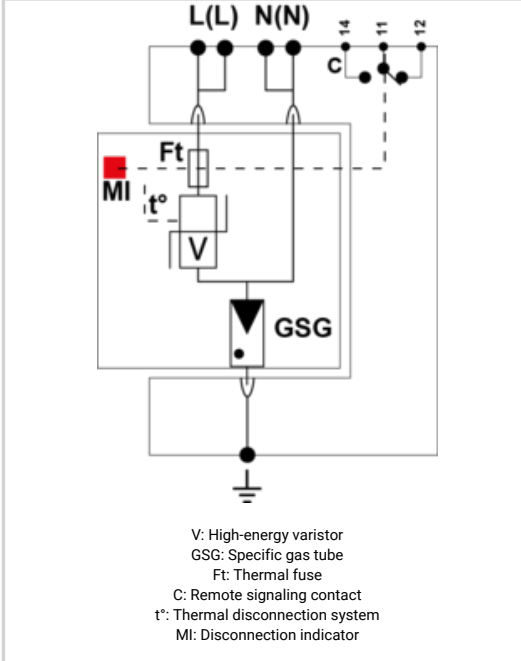 L(L) N(N)
14
11
12
C
Ft
MI
t°
V
GSG
V: High-energy varistor
GSG: Specific gas tube
Ft: Thermal fuse
C: Remote signaling contact
t°: Thermal disconnection system
MI: Disconnection indicator